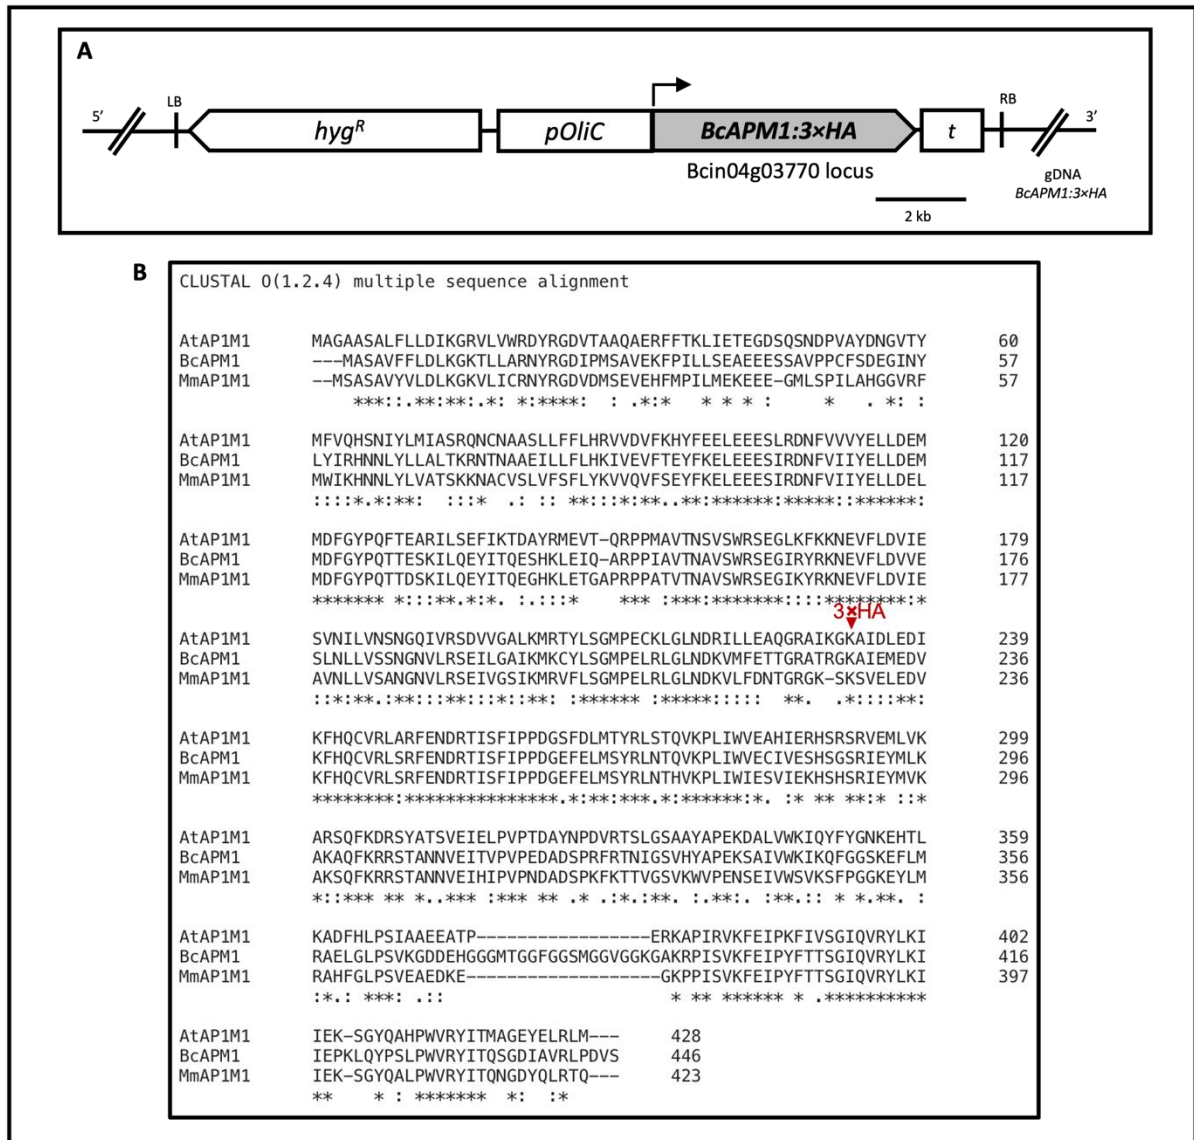 A
5' LB hygR pOliC BcAPM1:3×HA t RB 3'
Bcin04g03770 locus
gDNA
BcAPM1:3×HA
2 kb
B
CLUSTAL O(1.2.4) multiple sequence alignment
AtAP1M1 MAGAASALFLLDIKGRVLVWRDYRGDVTAAQAERFFTKLIETEGDSQSNDPVAYDNGVTY 60
BcAPM1 ---MASAVFFLDLKGKTLLARNYRGDIPMSAVEKFPILLSEAEEESSAVPPCFSDEGINY 57
MmAP1M1 --MSASAVYVLDLKGKVLICRNYRGDVDMSEVEHFMPILMEKEEE-GMLSPILAHGGVRF 57
***::.**:**:.*: *:****: : .*:* * * * : * . *: :
AtAP1M1 MFVQHSNIYLMIASRQNCNAASLLFFLHRVVDVFKHYFEELEEESLRDNFVVVYELLDEM 120
BcAPM1 LYIRHNNLYLLALTKRNTNAAEILLFLHKIVEVFTEYFKELEEESIRDNFVIIYELLDEM 117
MmAP1M1 MWIKHNNLYLVATSKKNACVSLVFSFLYKVVQVFSEYFKELEEESIRDNFVIIYELLDEL 117
::::*.*:**: :::* .: :: **:::*:**..**:******:*****::******:
AtAP1M1 MDFGYPQFTEARILSEFIKTDAYRMEVT-QRPPMAVTNSVSWRSEGLKFKKNEVFLDVIE 179
BcAPM1 MDFGYPQTTESKILQEYITQESHKLEIQ-ARPPIAVTNAVSWRSEGIRYRKNEVFLDVVE 176
MmAP1M1 MDFGYPQTTDSKILQEYITQEGHKLETGAPRPPATVTNAVSWRSEGIKYRKNEVFLDVIE 177
******* *:::**.*:*. :.:::* *** :***:*******::::*********:*
3×HA
AtAP1M1 SVNILVNSNGQIVRSDVVGALKMRTYLSGMPECKLGLNDRILLEAQGRAIKGKAIDLEDI 239
BcAPM1 SLNLLVSSNGNVLRSEILGAIKMKCYLSGMPELRLGLNDKVMFETTGRATRGKAIEMEDV 236
MmAP1M1 AVNLLVSANGNVLRSEIVGSIKMRVFLSGMPELRLGLNDKVLFDNTGRGK-SKSVELEDV 236
::*:**.:**::***::*::**: :****** :*****::::: **. .*::::**:
AtAP1M1 KFHQCVRLARFENDRTISFIPPDGSFDLMTYRLSTQVKPLIWVEAHIERHSRSRVEMLVK 299
BcAPM1 KFHQCVRLSRFENDRTISFIPPDGEFELMSYRLNTQVKPLIWVECIVESHSGSRIEYMLK 296
MmAP1M1 KFHQCVRLSRFENDRTISFIPPDGEFELMSYRLNTHVKPLIWIESVIEKHSHSRIEYMVK 296
********:***************.*:**:***.*:******:*. :* ** **:* ::*
AtAP1M1 ARSQFKDRSYATSVEIELPVPTDAYNPDVRTSLGSAAYAPEKDALVWKIQYFYGNKEHTL 359
BcAPM1 AKAQFKRRSTANNVEITVPVPEDADSPRFRTNIGSVHYAPEKSAIVWKIKQFGGSKEFLM 356
MmAP1M1 AKSQFKRRSTANNVEIHIPVPNDADSPKFKTTVGSVKWVPENSEIVWSVKSFPGGKEYLM 356
*::*** ** *..*** :*** ** .* .:*.:**. :.**:. :**.:: * *.**. :
AtAP1M1 KADFHLPSIAAEEATP-----------------ERKAPIRVKFEIPKFIVSGIQVRYLKI 402
BcAPM1 RAELGLPSVKGDDEHGGGMTGGFGGSMGGVGGKGAKRPISVKFEIPYFTTSGIQVRYLKI 416
MmAP1M1 RAHFGLPSVEAEDKE-------------------GKPPISVKFEIPYFTTSGIQVRYLKI 397
:*.: ***: .:: * ** ****** * .**********
AtAP1M1 IEK-SGYQAHPWVRYITMAGEYELRLM--- 428
BcAPM1 IEPKLQYPSLPWVRYITQSGDIAVRLPDVS 446
MmAP1M1 IEK-SGYQALPWVRYITQNGDYQLRTQ--- 423
** * : ******* *: :*